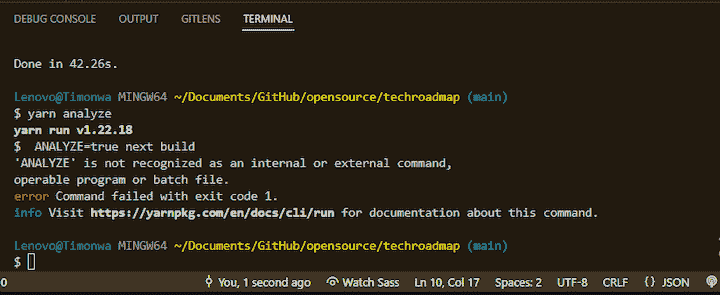 DEBUG CONSOLE OUTPUT GITLENS TERMINAL
Done in 42.26s.
Lenovo@Timonwa MINGW64 ~/Documents/GitHub/opensource/techroadmap (main)
$ yarn analyze
yarn run v1.22.18
$ ANALYZE=true next build
'ANALYZE' is not recognized as an internal or external command,
operable program or batch file.
error Command failed with exit code 1.
info Visit https://yarnpkg.com/en/docs/cli/run for documentation about this command.
Lenovo@Timonwa MINGW64 ~/Documents/GitHub/opensource/techroadmap (main)
$
0 You, 1 second ago Watch Sass Ln 10, Col 17 Spaces: 2 UTF-8 CRLF {} JSON